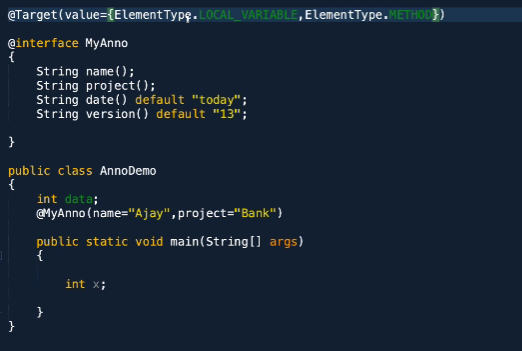 @Target(value={ElementType.LOCAL_VARIABLE,ElementType.METHOD})
@interface MyAnno
{
String name();
String project();
String date() default "today";
String version() default "13";
}
public class AnnoDemo
{
int data;
@MyAnno(name="Ajay",project="Bank")
public static void main(String[] args)
{
int x;
}
}